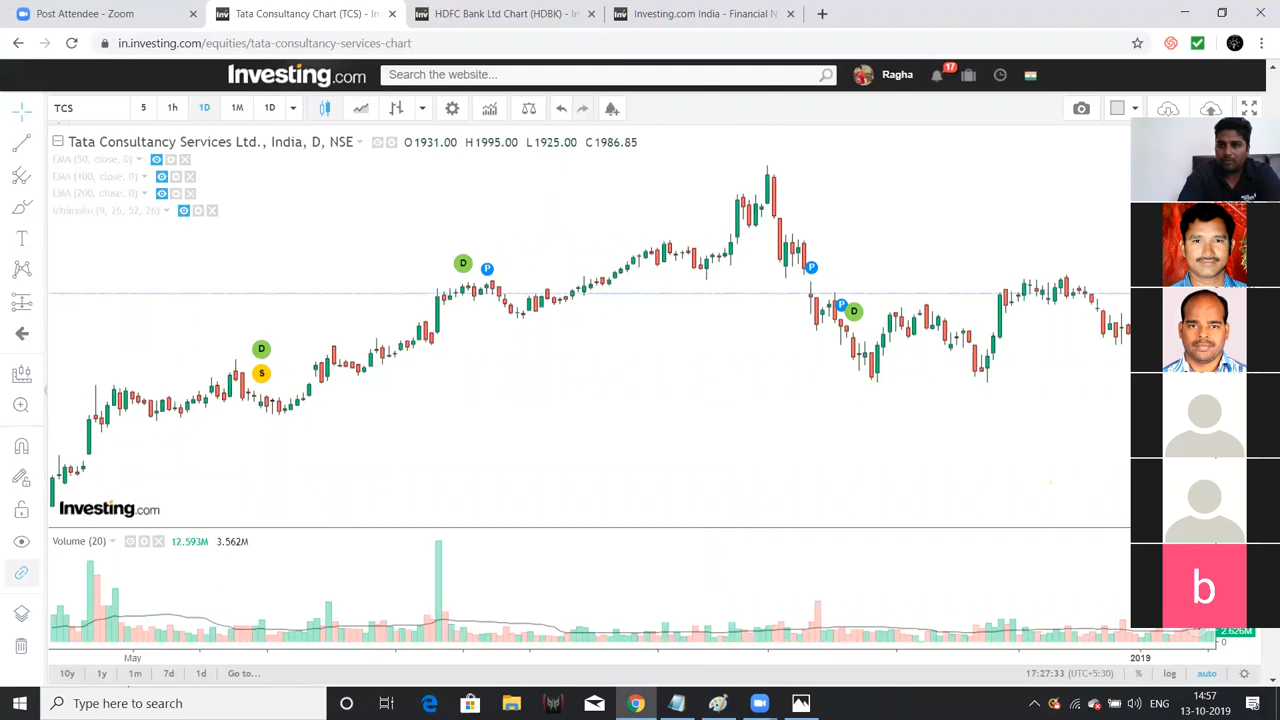 Post Attendee - Zoom
Tata Consultancy Chart (TCS) - In
HDFC Bank Ltd Chart (HDBK) - In
Investing.com India - Financial N
in.investing.com/equities/tata-consultancy-services-chart
Investing.com
Search the website...
Ragha
17
TCS
5
1h
1D
1M
1D
Tata Consultancy Services Ltd., India, D, NSE
O1931.00 H1995.00 L1925.00 C1986.85
EMA (50, close, 0)
EMA (100, close, 0)
EMA (200, close, 0)
Ichimoku (9, 26, 52, 26)
D
P
P
P
D
D
S
Investing.com
Volume (20)
12.593M
3.562M
b
2.626M
0
May
2019
10y
1y
1m
7d
1d
Go to...
17:27:33 (UTC+5:30)
%
log
auto
Type here to search
ENG
14:57
13-10-2019